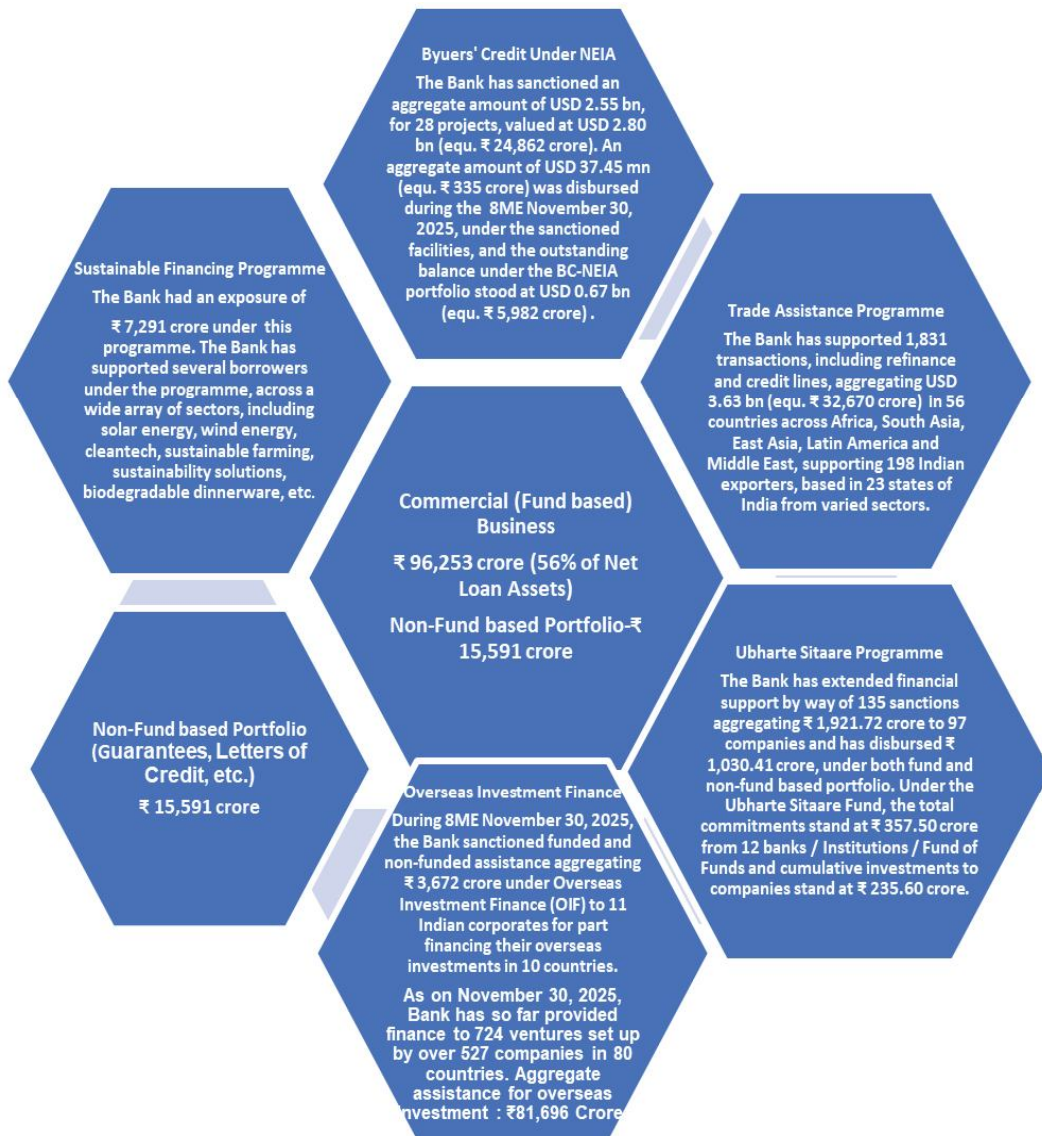 Byuers' Credit Under NEIA
The Bank has sanctioned an
aggregate amount of USD 2.55 bn,
for 28 projects, valued at USD 2.80
bn (equ. ₹ 24,862 crore). An
aggregate amount of USD 37.45 mn
(equ. ₹ 335 crore) was disbursed
during the 8ME November 30,
2025, under the sanctioned
facilities, and the outstanding
balance under the BC-NEIA
portfolio stood at USD 0.67 bn
(equ. ₹ 5,982 crore) .
Sustainable Financing Programme
The Bank had an exposure of
₹ 7,291 crore under this
programme. The Bank has
supported several borrowers
under the programme, across a
wide array of sectors, including
solar energy, wind energy,
cleantech, sustainable farming,
sustainability solutions,
biodegradable dinnerware, etc.
Trade Assistance Programme
The Bank has supported 1,831
transactions, including refinance
and credit lines, aggregating USD
3.63 bn (equ. ₹ 32,670 crore) in 56
countries across Africa, South Asia,
East Asia, Latin America and
Middle East, supporting 198 Indian
exporters, based in 23 states of
India from varied sectors.
Commercial (Fund based)
Business
₹ 96,253 crore (56% of Net
Loan Assets)
Non-Fund based Portfolio-₹
15,591 crore
Non-Fund based Portfolio
(Guarantees, Letters of
Credit, etc.)
₹ 15,591 crore
Ubharte Sitaare Programme
The Bank has extended financial
support by way of 135 sanctions
aggregating ₹ 1,921.72 crore to 97
companies and has disbursed ₹
1,030.41 crore, under both fund and
non-fund based portfolio. Under the
Ubharte Sitaare Fund, the total
commitments stand at ₹ 357.50 crore
from 12 banks / Institutions / Fund of
Funds and cumulative investments to
companies stand at ₹ 235.60 crore.
Overseas Investment Finance
During 8ME November 30, 2025,
the Bank sanctioned funded and
non-funded assistance aggregating
₹ 3,672 crore under Overseas
Investment Finance (OIF) to 11
Indian corporates for part
financing their overseas
investments in 10 countries.
As on November 30, 2025,
Bank has so far provided
finance to 724 ventures set up
by over 527 companies in 80
countries. Aggregate
assistance for overseas
investment : ₹81,696 Crore